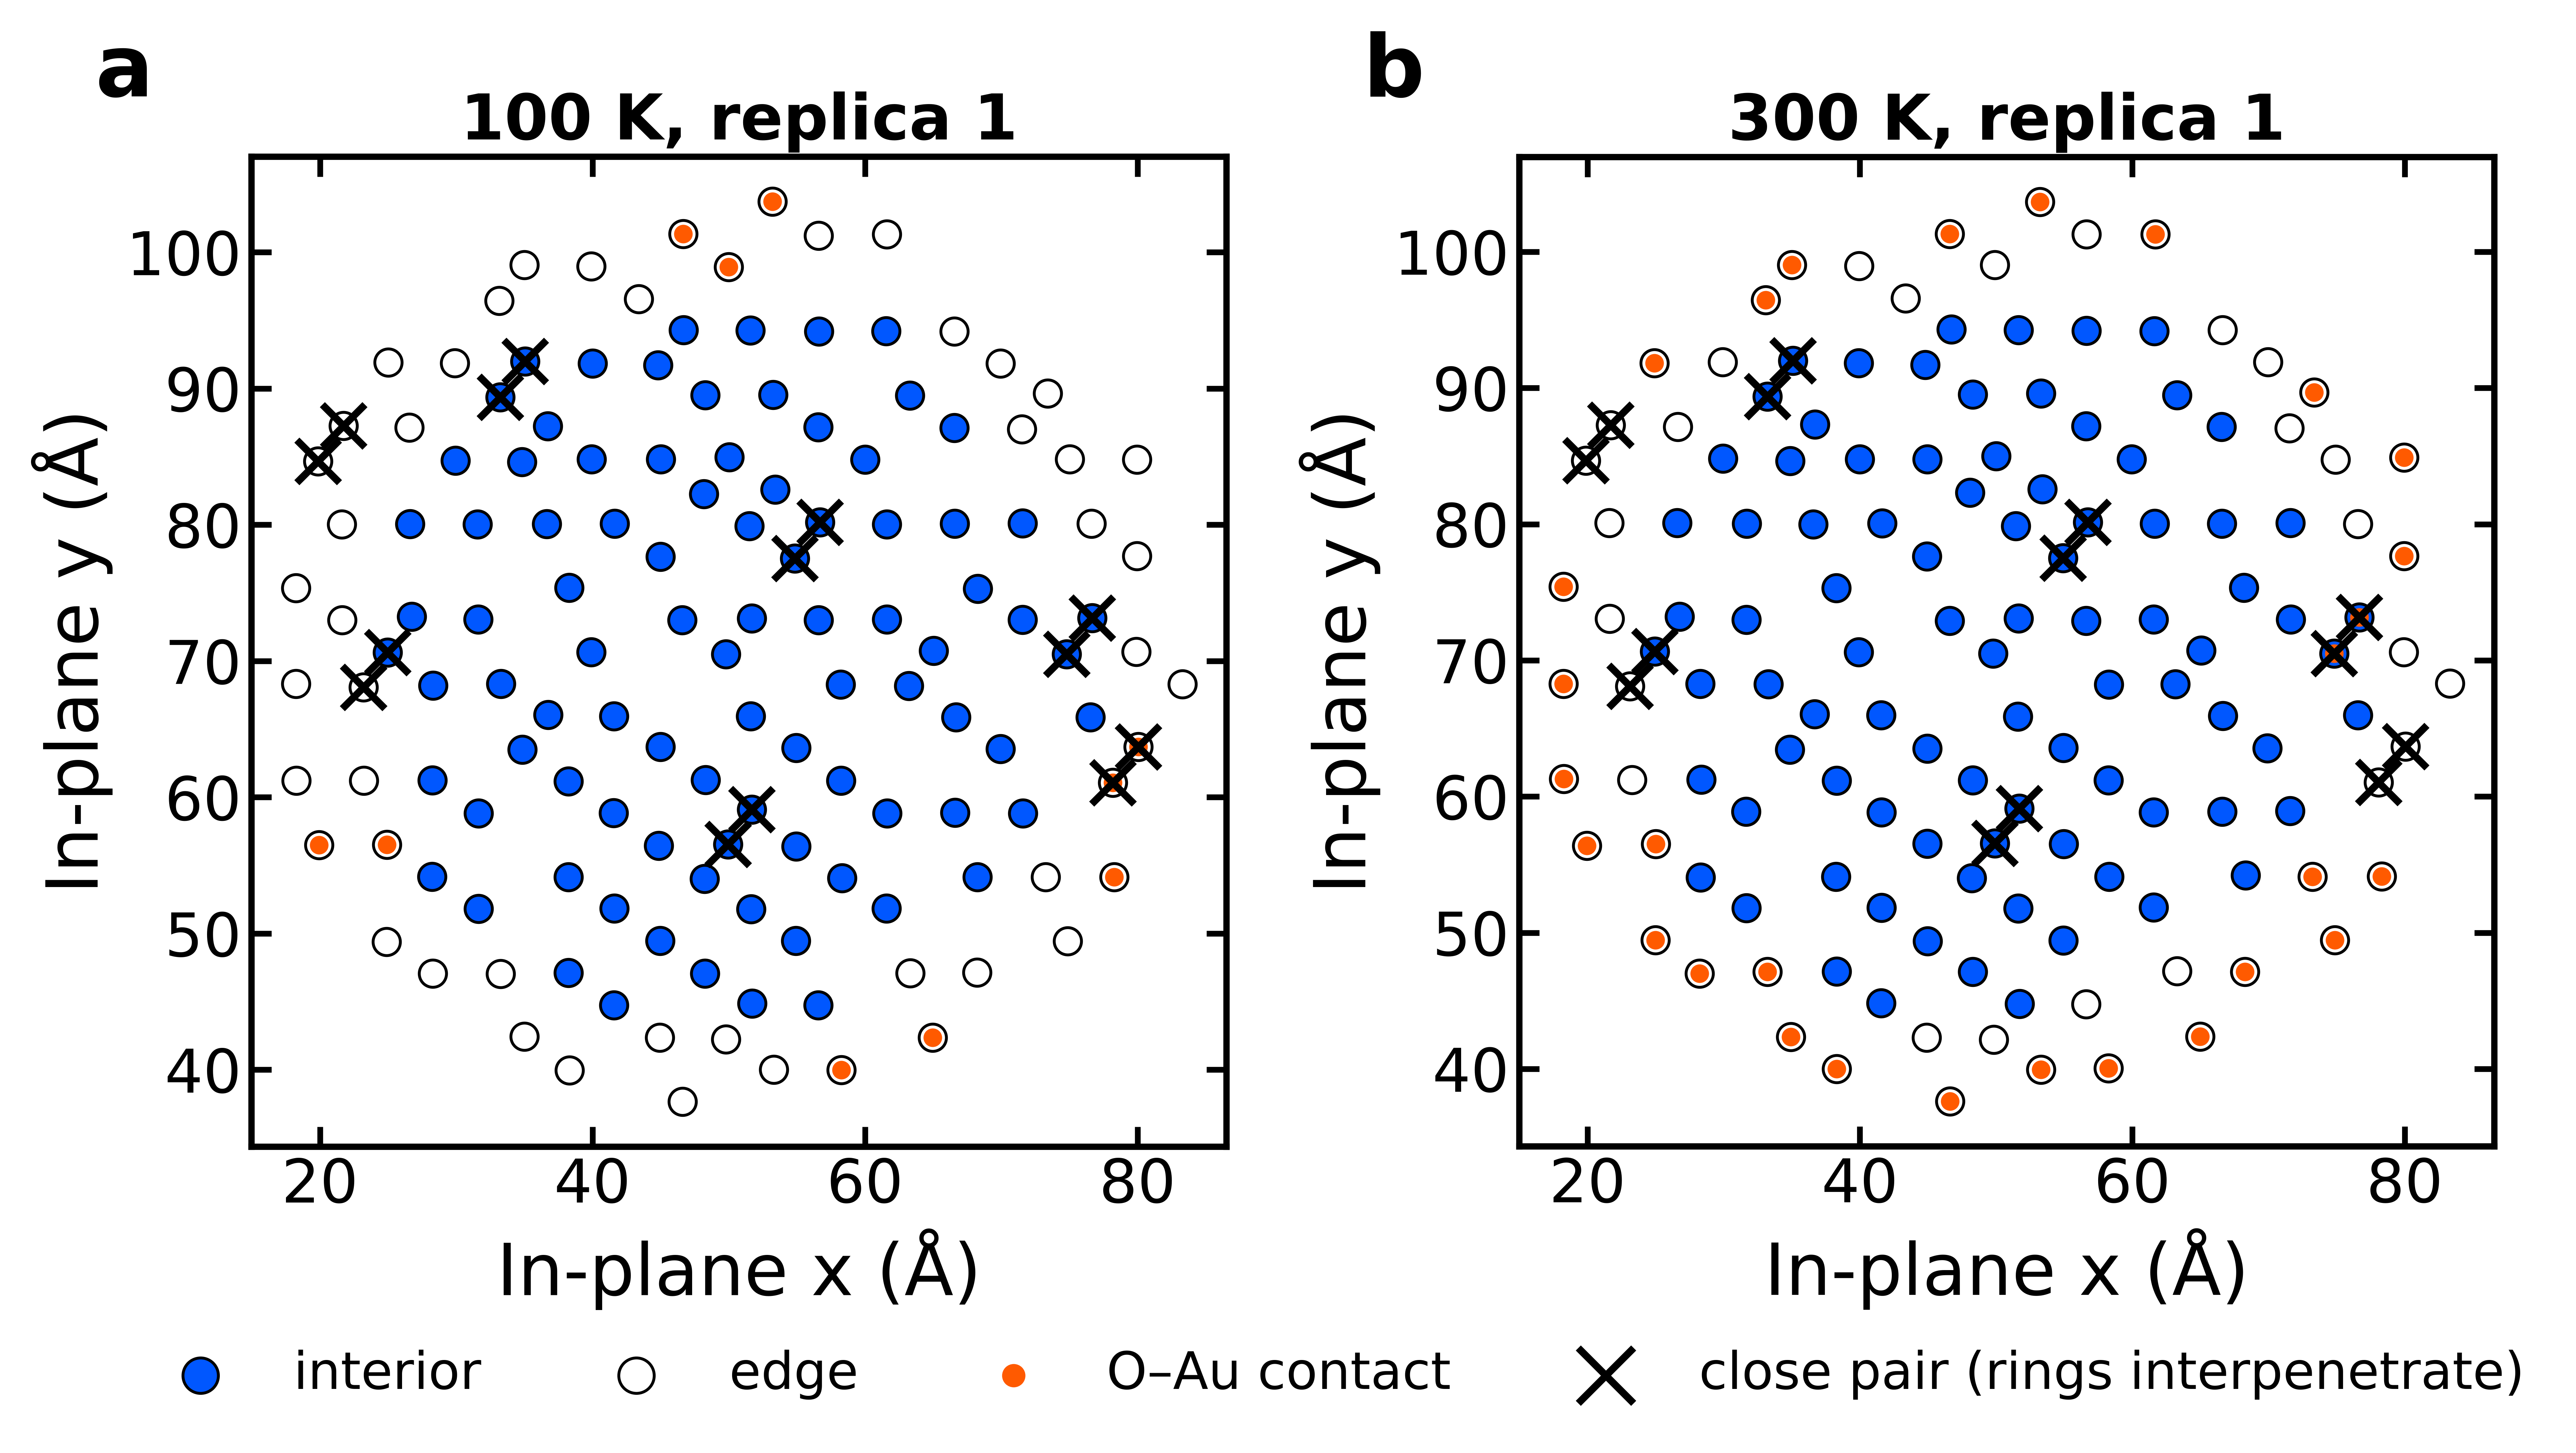 a
100 K, replica 1
In-plane y (Å)
100
90
80
70
60
50
40
20 40 60 80
In-plane x (Å)
b
300 K, replica 1
In-plane y (Å)
100
90
80
70
60
50
40
20 40 60 80
In-plane x (Å)
interior edge O–Au contact close pair (rings interpenetrate)